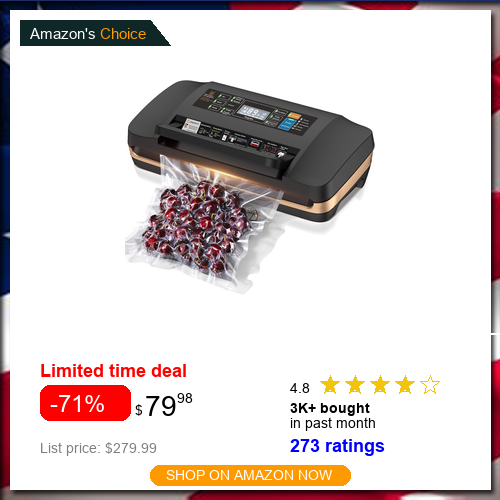 Amazon's Choice
Limited time deal
-71% $ 79 98
List price: $279.99
4.8
3K+ bought
in past month
273 ratings
SHOP ON AMAZON NOW